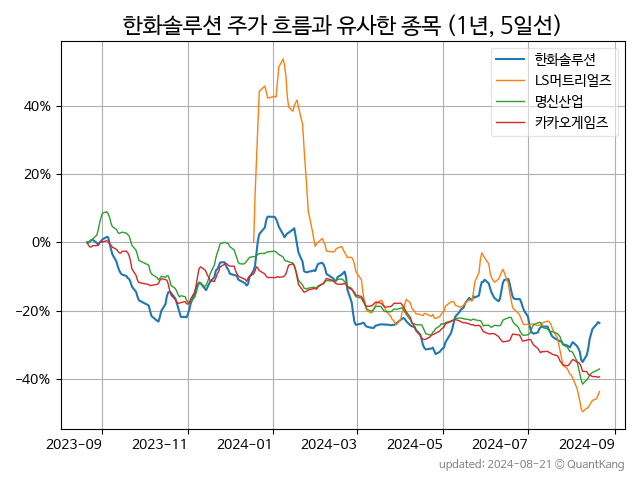 한화솔루션 주가 흐름과 유사한 종목 (1년, 5일선)
한화솔루션
LS머트리얼즈
명신산업
카카오게임즈
40%
20%
0%
−20%
−40%
2023-09 2023-11 2024-01 2024-03 2024-05 2024-07 2024-09
updated: 2024-08-21 © QuantKang